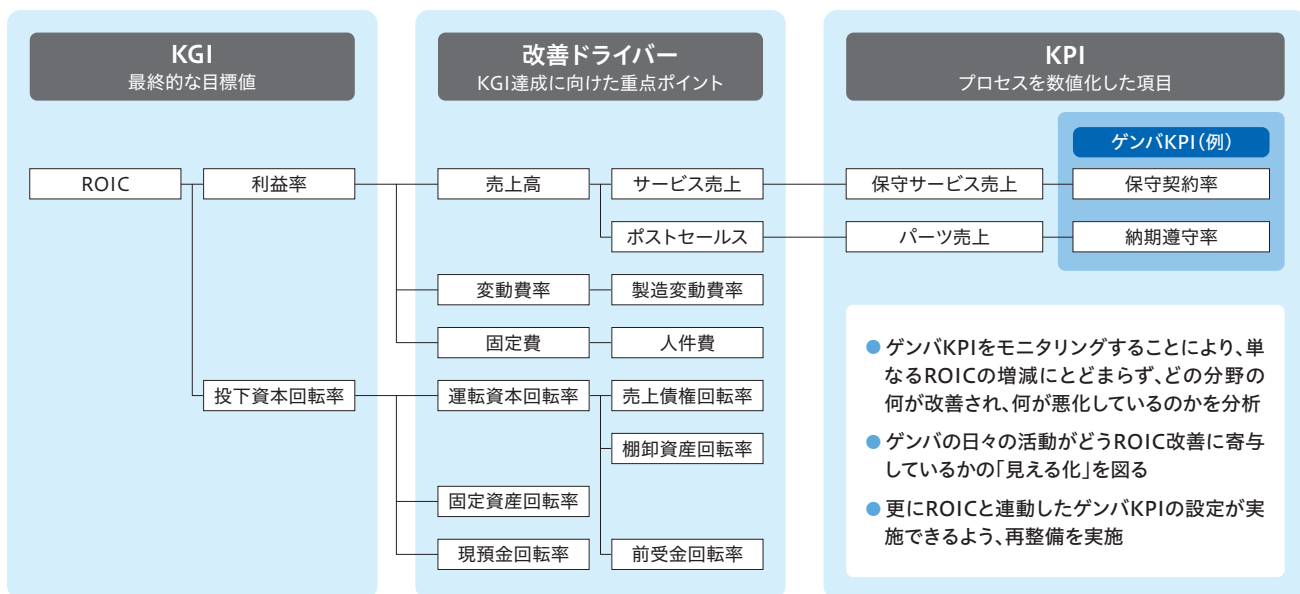 KGI
最終的な目標値
改善ドライバー
KGI達成に向けた重点ポイント
KPI
プロセスを数値化した項目
ゲンバKPI(例)
ROIC
利益率
売上高
サービス売上
保守サービス売上
保守契約率
ポストセールス
パーツ売上
納期遵守率
変動費率
製造変動費率
固定費
人件費
投下資本回転率
運転資本回転率
売上債権回転率
棚卸資産回転率
固定資産回転率
現預金回転率
前受金回転率
● ゲンバKPIをモニタリングすることにより、単
なるROICの増減にとどまらず、どの分野の
何が改善され、何が悪化しているのかを分析
● ゲンバの日々の活動がどうROIC改善に寄与
しているかの「見える化」を図る
● 更にROICと連動したゲンバKPIの設定が実
施できるよう、再整備を実施